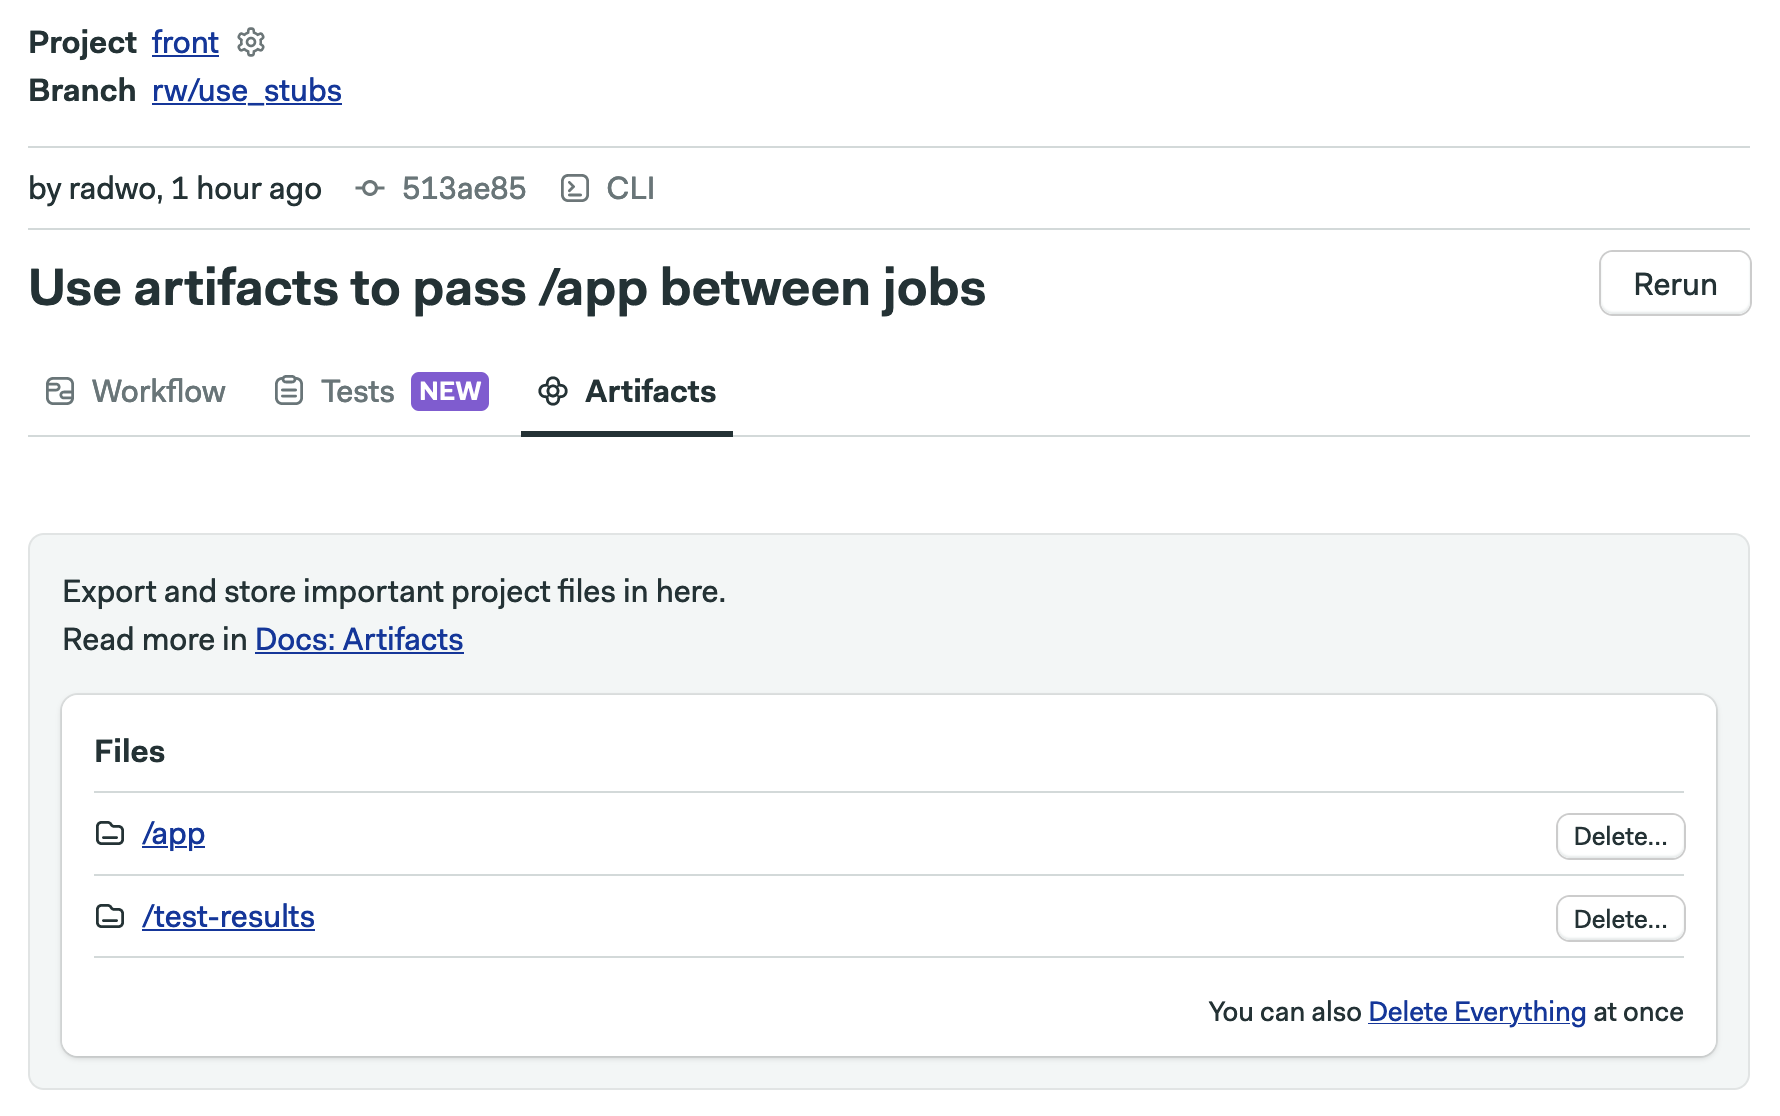 Project front
Branch rw/use_stubs
by radwo, 1 hour ago 513ae85 CLI
Use artifacts to pass /app between jobs
Rerun
Workflow Tests NEW Artifacts
Export and store important project files in here.
Read more in Docs: Artifacts
Files
/app Delete...
/test-results Delete...
You can also Delete Everything at once